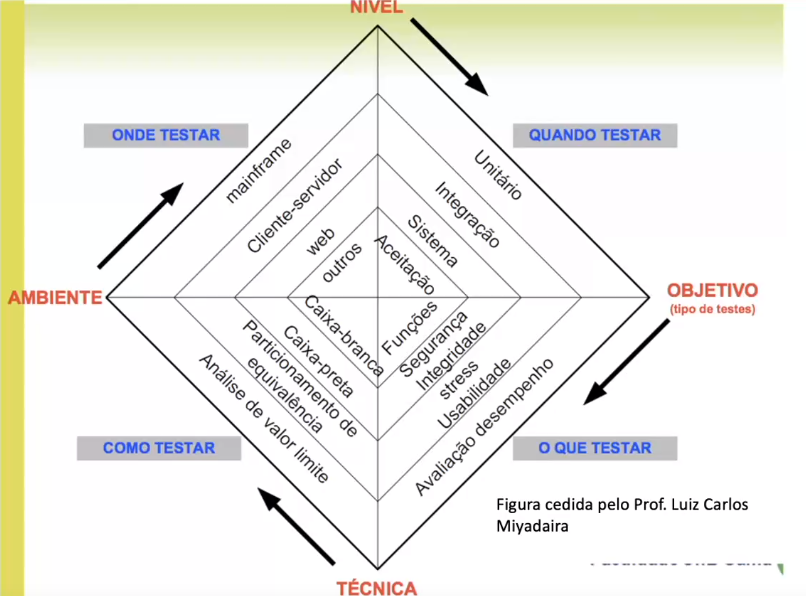 NÍVEL
ONDE TESTAR
QUANDO TESTAR
mainframe
Cliente-servidor
web
outros
Unitário
Integração
Sistema
Aceitação
AMBIENTE
OBJETIVO
(tipo de testes)
Caixa-branca
Caixa-preta
Particionamento de
equivalência
Análise de valor limite
Funções
Segurança
Integridade
stress
Usabilidade
Avaliação desempenho
COMO TESTAR
O QUE TESTAR
Figura cedida pelo Prof. Luiz Carlos
Miyadaira
TÉCNICA